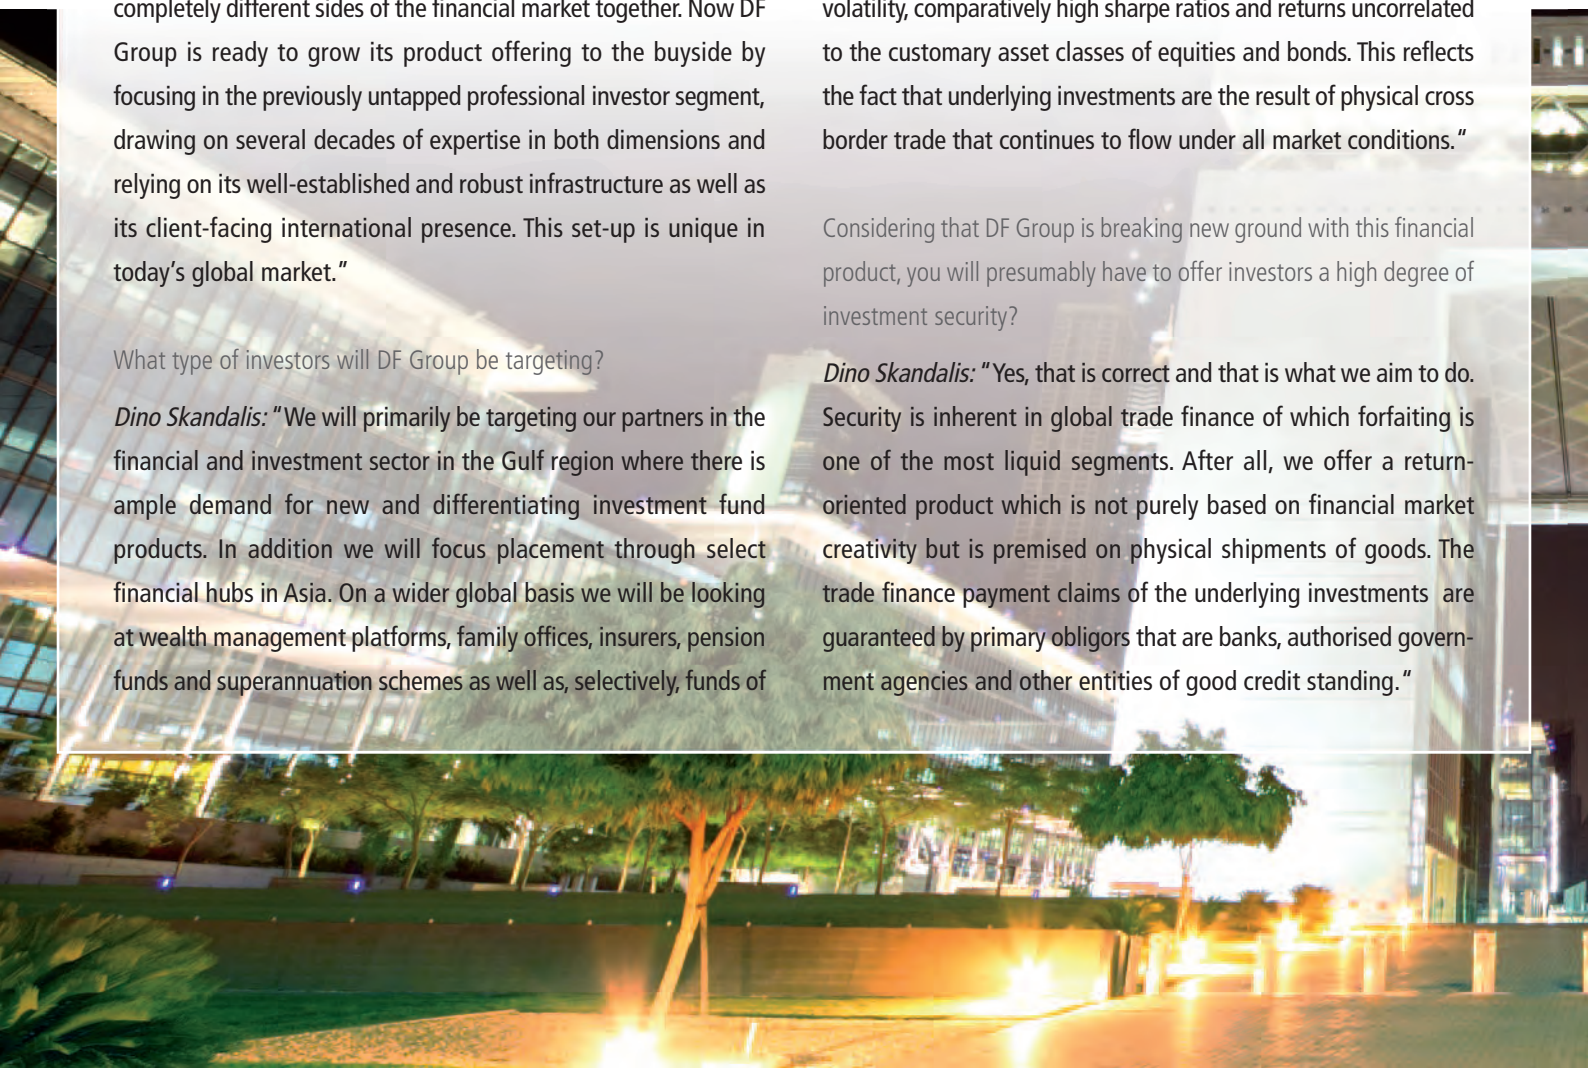 completely different sides of the financial market together. Now DF
Group is ready to grow its product offering to the buyside by
focusing in the previously untapped professional investor segment,
drawing on several decades of expertise in both dimensions and
relying on its well-established and robust infrastructure as well as
its client-facing international presence. This set-up is unique in
today's global market."
What type of investors will DF Group be targeting?
Dino Skandalis: "We will primarily be targeting our partners in the
financial and investment sector in the Gulf region where there is
ample demand for new and differentiating investment fund
products. In addition we will focus placement through select
financial hubs in Asia. On a wider global basis we will be looking
at wealth management platforms, family offices, insurers, pension
funds and superannuation schemes as well as, selectively, funds of
volatility, comparatively high sharpe ratios and returns uncorrelated
to the customary asset classes of equities and bonds. This reflects
the fact that underlying investments are the result of physical cross
border trade that continues to flow under all market conditions."
Considering that DF Group is breaking new ground with this financial
product, you will presumably have to offer investors a high degree of
investment security?
Dino Skandalis: "Yes, that is correct and that is what we aim to do.
Security is inherent in global trade finance of which forfaiting is
one of the most liquid segments. After all, we offer a return-
oriented product which is not purely based on financial market
creativity but is premised on physical shipments of goods. The
trade finance payment claims of the underlying investments are
guaranteed by primary obligors that are banks, authorised govern-
ment agencies and other entities of good credit standing."